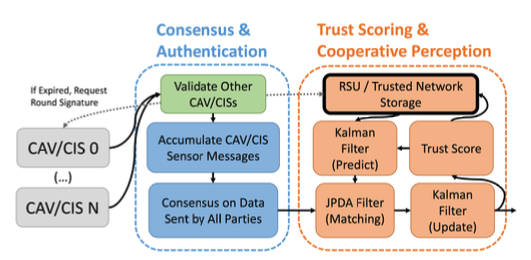 Consensus &
Authentication
Trust Scoring &
Cooperative Perception
If Expired, Request
Round Signature
Validate Other
CAV/CISs
RSU / Trusted Network
Storage
CAV/CIS 0
(...)
CAV/CIS N
Accumulate CAV/CIS
Sensor Messages
Kalman
Filter
(Predict)
Trust Score
Consensus on Data
Sent by All Parties
JPDA Filter
(Matching)
Kalman
Filter
(Update)